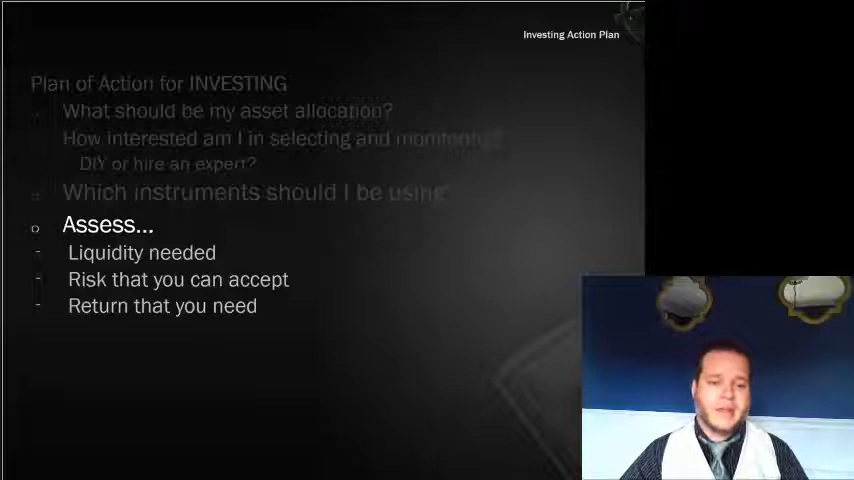 Investing Action Plan
Plan of Action for INVESTING
What should be my asset allocation?
How interested am I in selecting and monitoring?
DIY or hire an expert?
Which instruments should I be using
Assess...
Liquidity needed
Risk that you can accept
Return that you need